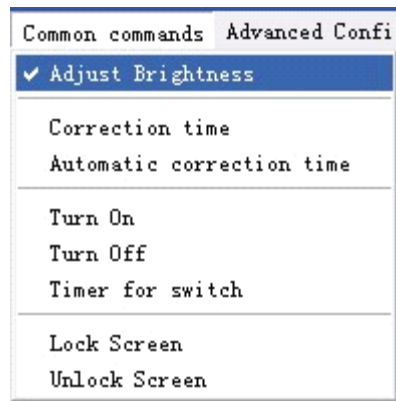 Common commands Advanced Confi
Adjust Brightness
Correction time
Automatic correction time
Turn On
Turn Off
Timer for switch
Lock Screen
Unlock Screen